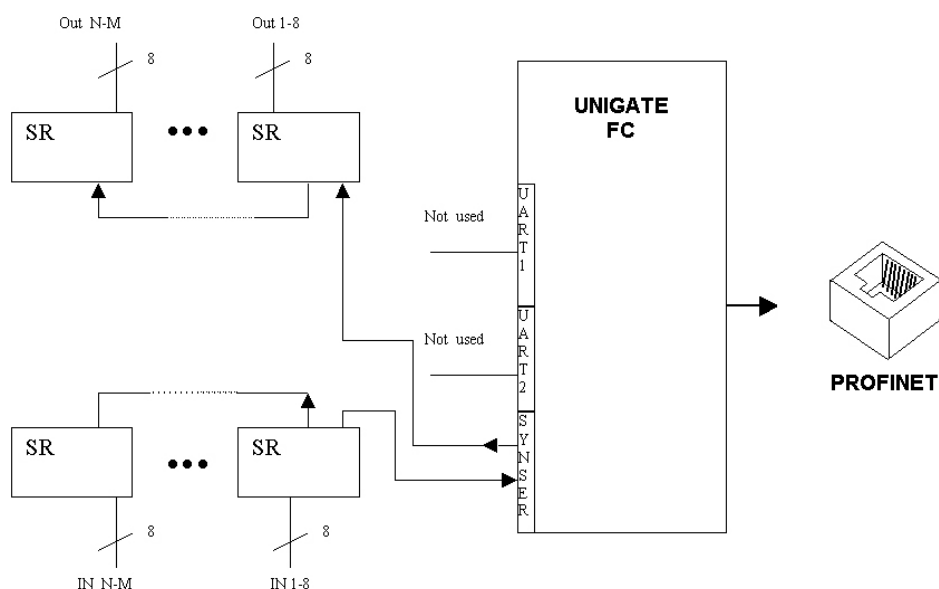 Out N-M
Out 1-8
8
8
SR
SR
UNIGATE
FC
UART1
Not used
UART2
Not used
SYNSER
PROFINET
SR
SR
8
8
IN N-M
IN 1-8